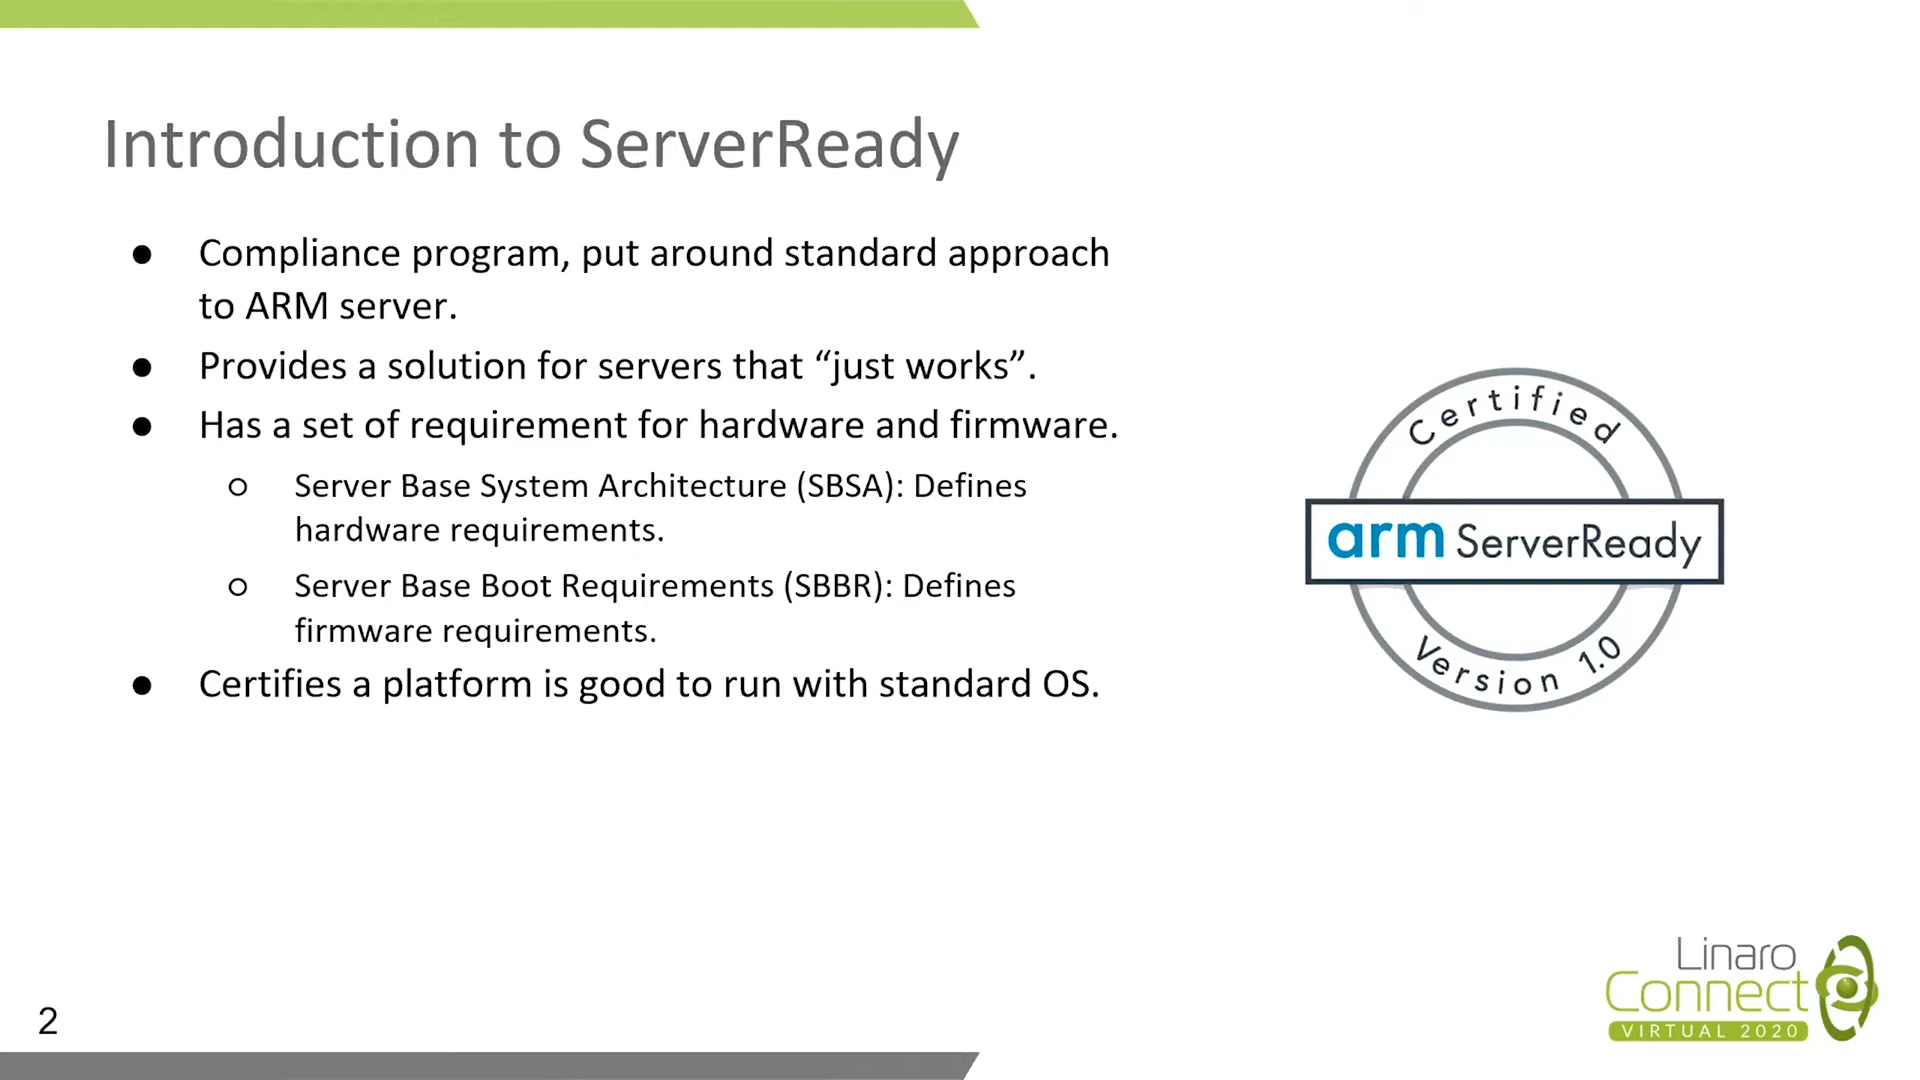 Introduction to ServerReady
● Compliance program, put around standard approach
to ARM server.
● Provides a solution for servers that “just works”.
● Has a set of requirement for hardware and firmware.
○ Server Base System Architecture (SBSA): Defines
hardware requirements.
○ Server Base Boot Requirements (SBBR): Defines
firmware requirements.
● Certifies a platform is good to run with standard OS.
Certified
arm ServerReady
Version 1.0
Linaro
Connect
VIRTUAL 2020
2